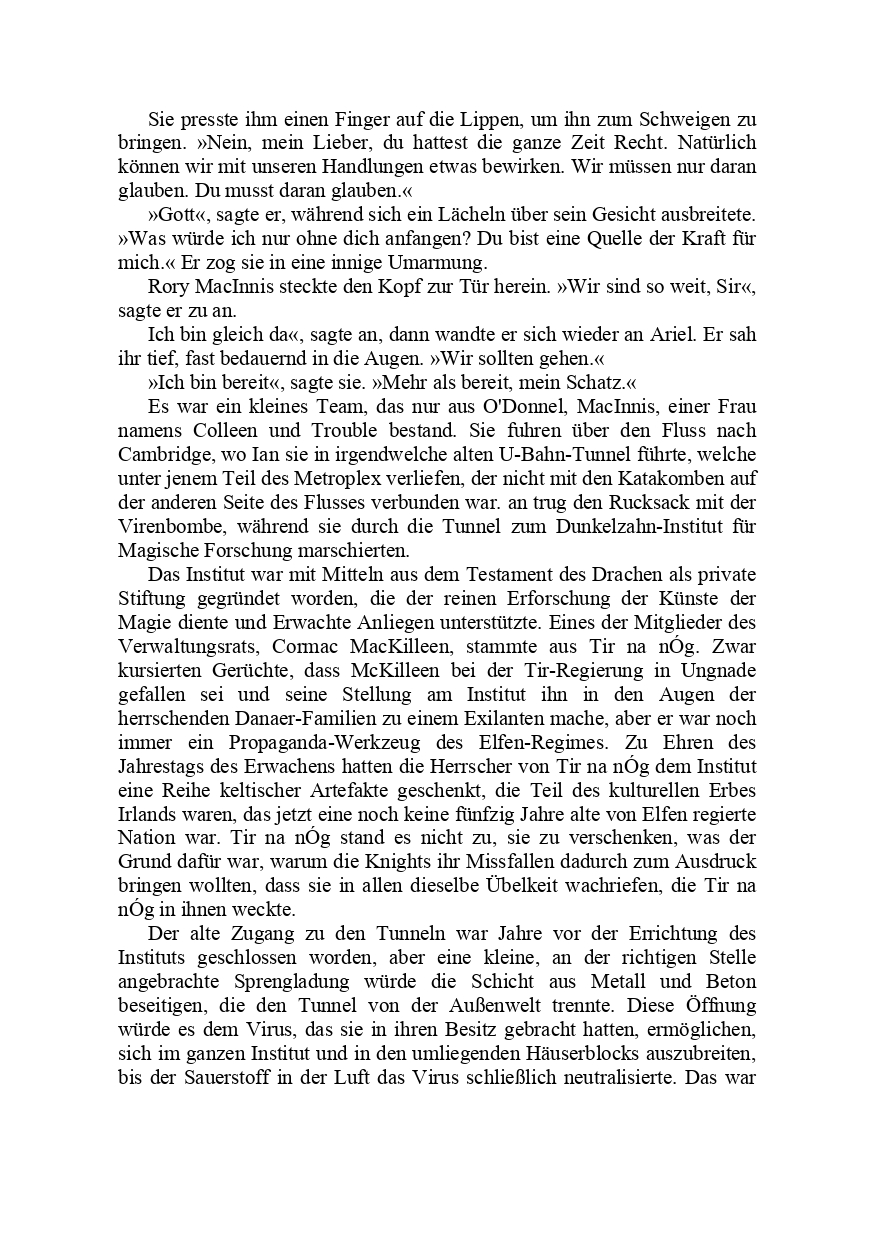 Sie presste ihm einen Finger auf die Lippen, um ihn zum Schweigen zu
bringen. »Nein, mein Lieber, du hattest die ganze Zeit Recht. Natürlich
können wir mit unseren Handlungen etwas bewirken. Wir müssen nur daran
glauben. Du musst daran glauben.«
»Gott«, sagte er, während sich ein Lächeln über sein Gesicht ausbreitete.
»Was würde ich nur ohne dich anfangen? Du bist eine Quelle der Kraft für
mich.« Er zog sie in eine innige Umarmung.
Rory MacInnis steckte den Kopf zur Tür herein. »Wir sind so weit, Sir«,
sagte er zu an.
Ich bin gleich da«, sagte an, dann wandte er sich wieder an Ariel. Er sah
ihr tief, fast bedauernd in die Augen. »Wir sollten gehen.«
»Ich bin bereit«, sagte sie. »Mehr als bereit, mein Schatz.«
Es war ein kleines Team, das nur aus O'Donnel, MacInnis, einer Frau
namens Colleen und Trouble bestand. Sie fuhren über den Fluss nach
Cambridge, wo Ian sie in irgendwelche alten U-Bahn-Tunnel führte, welche
unter jenem Teil des Metroplex verliefen, der nicht mit den Katakomben auf
der anderen Seite des Flusses verbunden war. an trug den Rucksack mit der
Virenbombe, während sie durch die Tunnel zum Dunkelzahn-Institut für
Magische Forschung marschierten.
Das Institut war mit Mitteln aus dem Testament des Drachen als private
Stiftung gegründet worden, die der reinen Erforschung der Künste der
Magie diente und Erwachte Anliegen unterstützte. Eines der Mitglieder des
Verwaltungsrats, Cormac MacKilleen, stammte aus Tir na nÓg. Zwar
kursierten Gerüchte, dass McKilleen bei der Tir-Regierung in Ungnade
gefallen sei und seine Stellung am Institut ihn in den Augen der
herrschenden Danaer-Familien zu einem Exilanten mache, aber er war noch
immer ein Propaganda-Werkzeug des Elfen-Regimes. Zu Ehren des
Jahrestags des Erwachens hatten die Herrscher von Tir na nÓg dem Institut
eine Reihe keltischer Artefakte geschenkt, die Teil des kulturellen Erbes
Irlands waren, das jetzt eine noch keine fünfzig Jahre alte von Elfen regierte
Nation war. Tir na nÓg stand es nicht zu, sie zu verschenken, was der
Grund dafür war, warum die Knights ihr Missfallen dadurch zum Ausdruck
bringen wollten, dass sie in allen dieselbe Übelkeit wachriefen, die Tir na
nÓg in ihnen weckte.
Der alte Zugang zu den Tunneln war Jahre vor der Errichtung des
Instituts geschlossen worden, aber eine kleine, an der richtigen Stelle
angebrachte Sprengladung würde die Schicht aus Metall und Beton
beseitigen, die den Tunnel von der Außenwelt trennte. Diese Öffnung
würde es dem Virus, das sie in ihren Besitz gebracht hatten, ermöglichen,
sich im ganzen Institut und in den umliegenden Häuserblocks auszubreiten,
bis der Sauerstoff in der Luft das Virus schließlich neutralisierte. Das war